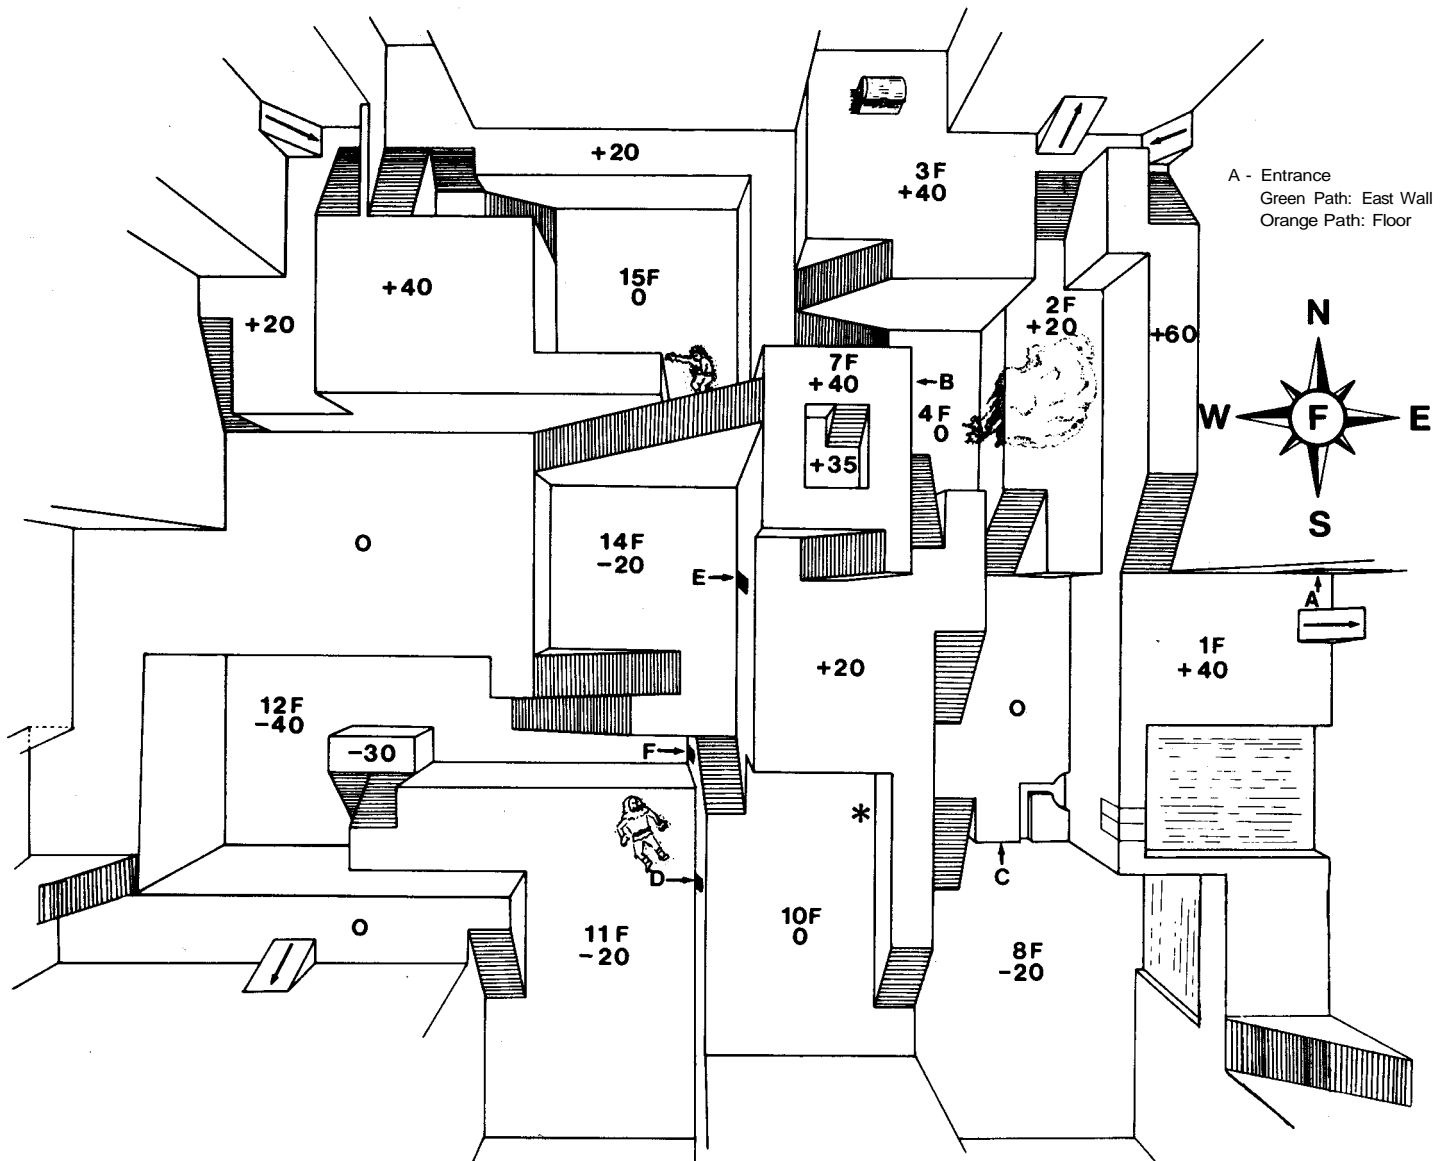 +20
3F
+40
A - Entrance
Green Path: East Wall
Orange Path: Floor
15F
0
+40
+20
2F
+20
+60
N
W F E
S
7F
+40
B
4F
0
+35
O
14F
-20
E
A
1F
+40
+20
O
12F
-40
-30
F
*
D
C
10F
0
O
11F
-20
8F
-20